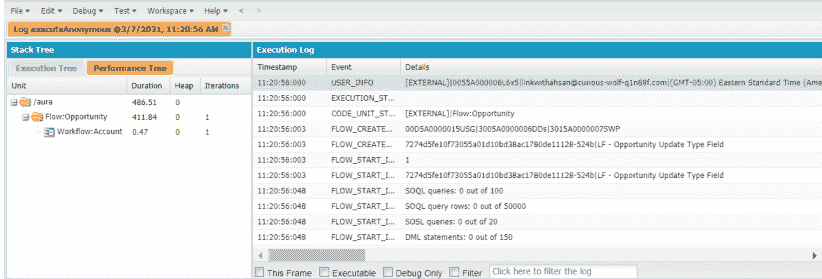 File ▾ Edit ▾ Debug ▾ Test ▾ Workspace ▾ Help ▾ < >
Log executeAnonymous @3/7/2021, 11:20:56 AM
Stack Tree
Execution Tree Performance Tree
Unit Duration Heap Iterations
/aura 486.51 0
Flow:Opportunity 411.84 0 1
Workflow:Account 0.47 0 1
Execution Log
Timestamp Event Details
11:20:56:000 USER_INFO [EXTERNAL]|0055A000008L6x5|linkwithahsan@curious-wolf-q1n69f.com|(GMT-05:00) Eastern Standard Time (Ame
11:20:56:000 EXECUTION_ST...
11:20:56:000 CODE_UNIT_ST... [EXTERNAL]|Flow:Opportunity
11:20:56:003 FLOW_CREATE... 00D5A0000015USG|3005A0000006DDs|3015A0000007SWP
11:20:56:003 FLOW_CREATE... 7274d5fe10f73055a01d10bd38ac1780de11128-524b|LF - Opportunity Update Type Field
11:20:56:003 FLOW_START_I... 1
11:20:56:003 FLOW_START_I... 7274d5fe10f73055a01d10bd38ac1780de11128-524b|LF - Opportunity Update Type Field
11:20:56:048 FLOW_START_I... SOQL queries: 0 out of 100
11:20:56:048 FLOW_START_I... SOQL query rows: 0 out of 50000
11:20:56:048 FLOW_START_I... SOSL queries: 0 out of 20
11:20:56:048 FLOW_START_I... DML statements: 0 out of 150
This Frame Executable Debug Only Filter Click here to filter the log